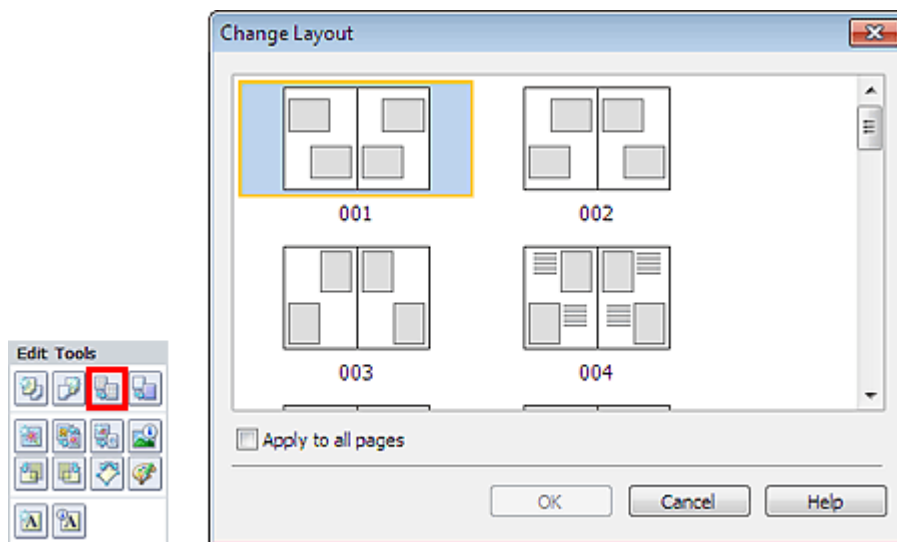 Change Layout
001
002
003
004
Edit Tools
Apply to all pages
OK
Cancel
Help